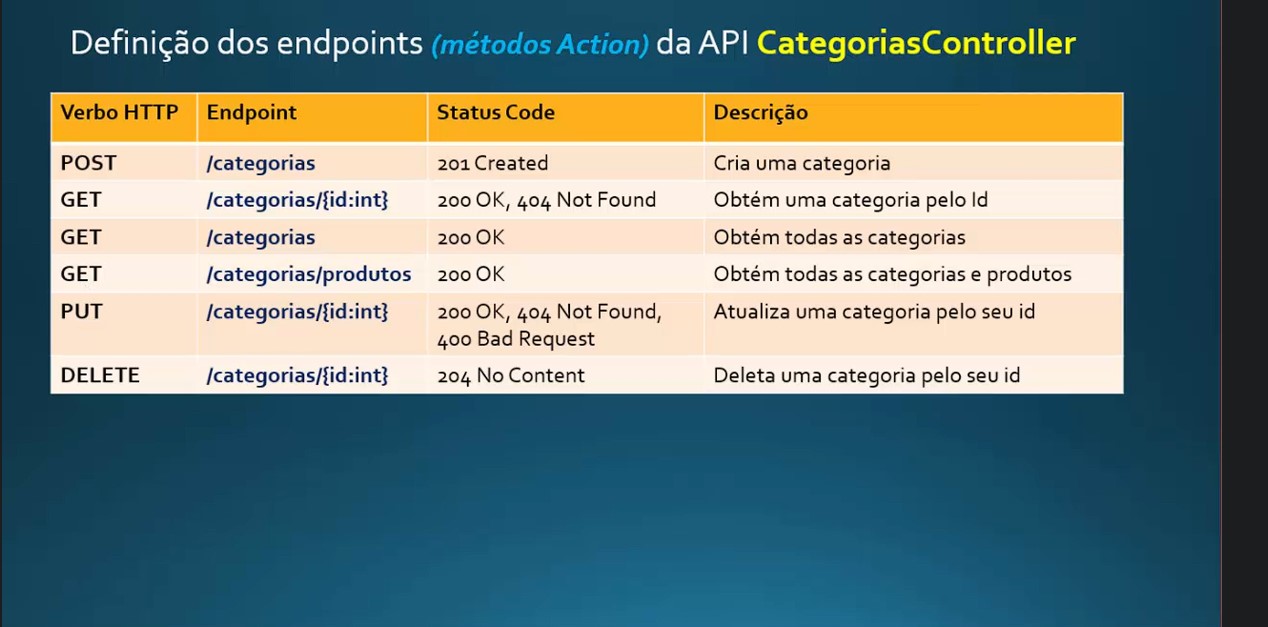 Definição dos endpoints (métodos Action) da API CategoriasController
Verbo HTTP Endpoint Status Code Descrição
POST /categorias 201 Created Cria uma categoria
GET /categorias/{id:int} 200 OK, 404 Not Found Obtém uma categoria pelo Id
GET /categorias 200 OK Obtém todas as categorias
GET /categorias/produtos 200 OK Obtém todas as categorias e produtos
PUT /categorias/{id:int} 200 OK, 404 Not Found, Atualiza uma categoria pelo seu id
400 Bad Request
DELETE /categorias/{id:int} 204 No Content Deleta uma categoria pelo seu id